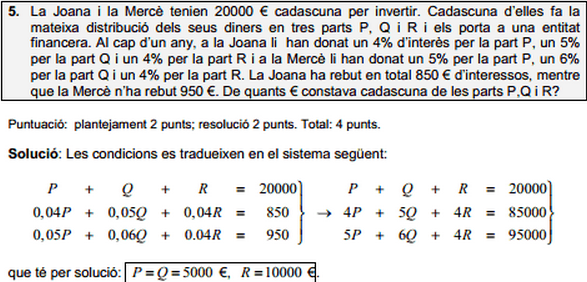 5. La Joana i la Mercè tenien 20000 € cadascuna per invertir. Cadascuna d'elles fa la
mateixa distribució dels seus diners en tres parts P, Q i R i els porta a una entitat
financera. Al cap d'un any, a la Joana li han donat un 4% d'interès per la part P, un 5%
per la part Q i un 4% per la part R i a la Mercè li han donat un 5% per la part P, un 6%
per la part Q i un 4% per la part R. La Joana ha rebut en total 850 € d'interessos, mentre
que la Mercè n'ha rebut 950 €. De quants € constava cadascuna de les parts P,Q i R?
Puntuació: plantejament 2 punts; resolució 2 punts. Total: 4 punts.
Solució: Les condicions es tradueixen en el sistema següent:
P + Q + R = 20000 } P + Q + R = 20000 }
0,04P + 0,05Q + 0,04R = 850 } → 4P + 5Q + 4R = 85000 }
0,05P + 0,06Q + 0.04R = 950 } 5P + 6Q + 4R = 95000 }
que té per solució: P = Q = 5000 €, R = 10000 €.